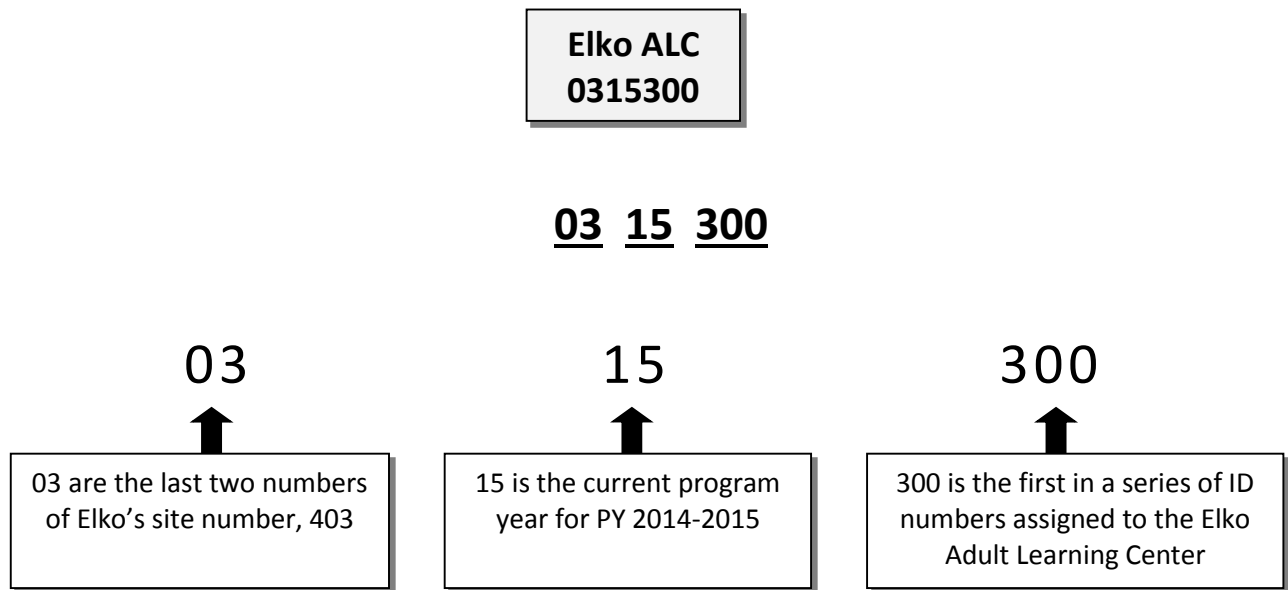 Elko ALC
0315300
03 15 300
03
15
300
03 are the last two numbers
of Elko’s site number, 403
15 is the current program
year for PY 2014-2015
300 is the first in a series of ID
numbers assigned to the Elko
Adult Learning Center